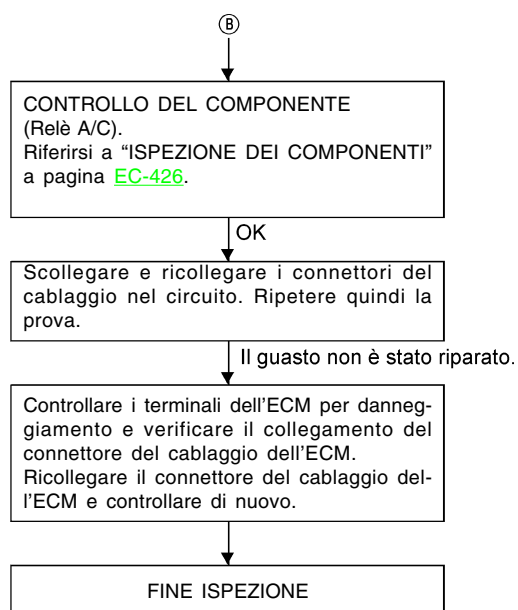 Ⓑ
CONTROLLO DEL COMPONENTE
(Relè A/C).
Riferirsi a “ISPEZIONE DEI COMPONENTI”
a pagina EC-426.
OK
Scollegare e ricollegare i connettori del
cablaggio nel circuito. Ripetere quindi la
prova.
Il guasto non è stato riparato.
Controllare i terminali dell’ECM per danneg-
giamento e verificare il collegamento del
connettore del cablaggio dell’ECM.
Ricollegare il connettore del cablaggio del-
l’ECM e controllare di nuovo.
FINE ISPEZIONE